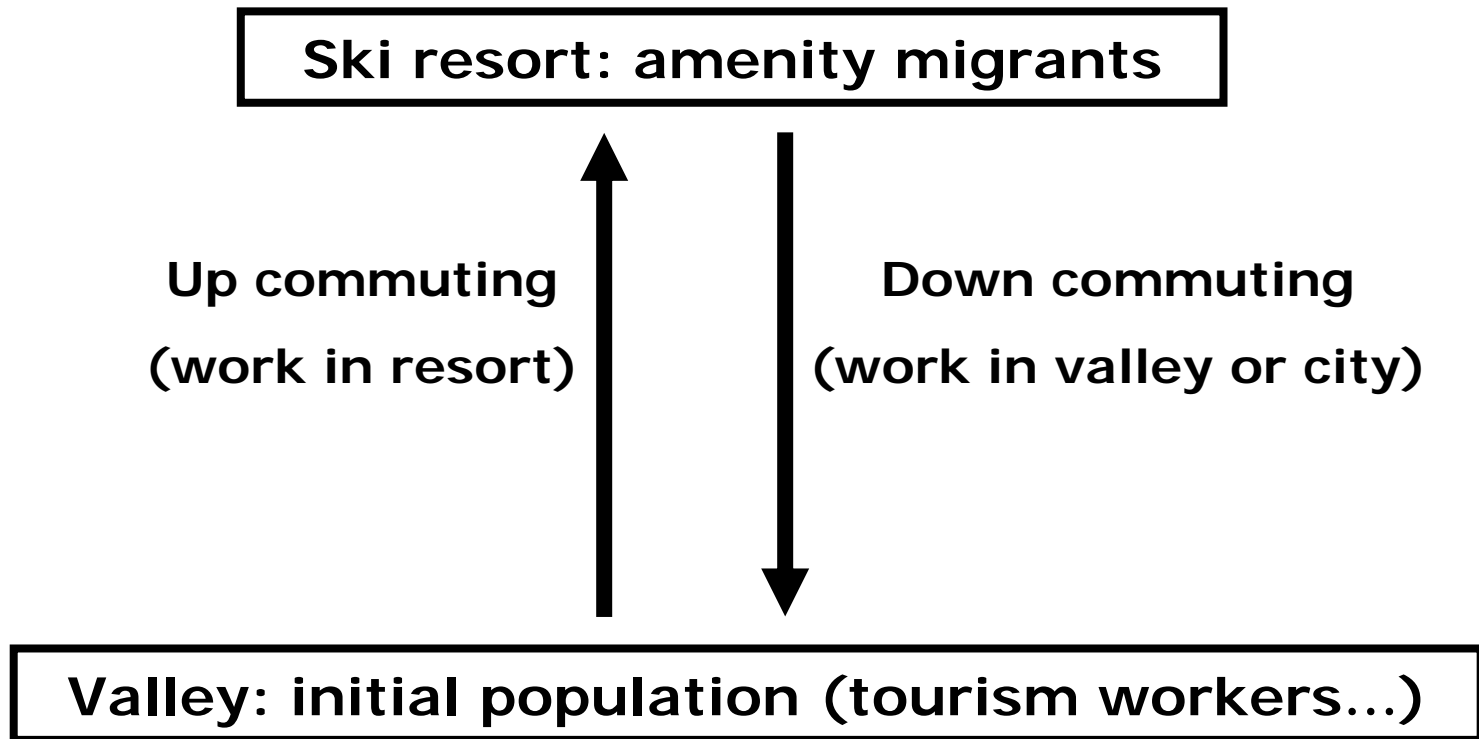 Ski resort: amenity migrants
Up commuting
(work in resort)
Down commuting
(work in valley or city)
Valley: initial population (tourism workers…)